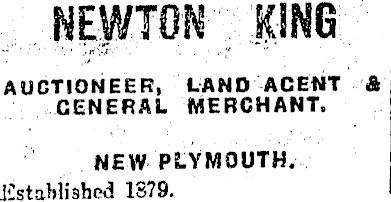 NEWTON KING
AUCTIONEER, LAND AGENT &
GENERAL MERCHANT.
NEW PLYMOUTH.
Established 1879.